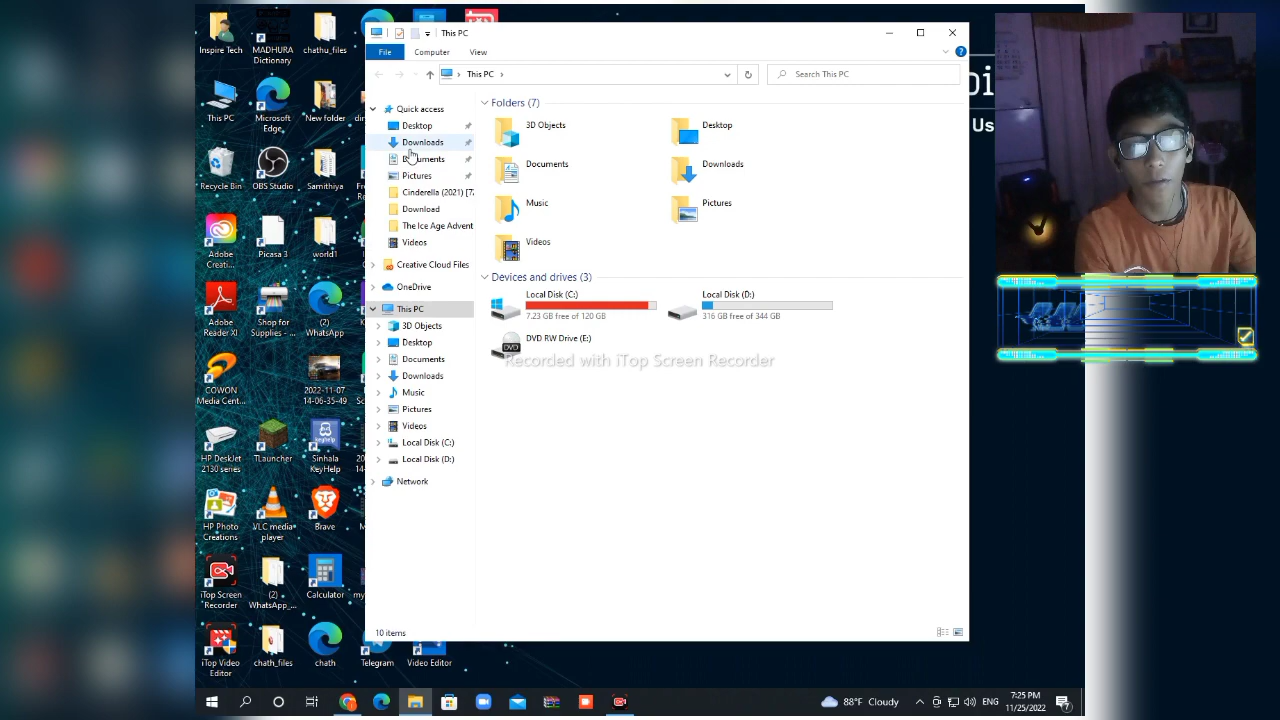 This PC
File
Computer
View
This PC
Search This PC
Quick access
Desktop
Downloads
Documents
Pictures
Cinderella (2021) [7
Download
The Ice Age Advent
Videos
Creative Cloud Files
OneDrive
This PC
3D Objects
Desktop
Documents
Downloads
Music
Pictures
Videos
Local Disk (C:)
Local Disk (D:)
Network
Folders (7)
3D Objects
Desktop
Documents
Downloads
Music
Pictures
Videos
Devices and drives (3)
Local Disk (C:)
7.23 GB free of 120 GB
Local Disk (D:)
316 GB free of 344 GB
DVD RW Drive (E:)
DVD
Recorded with iTop Screen Recorder
10 items
Inspire Tech
MADHURA
Dictionary
chathu_files
This PC
Microsoft
Edge
New folder
Recycle Bin
OBS Studio
Samithiya
Adobe
Creati...
Picasa 3
world1
Adobe
Reader XI
Shop for
Supplies - ...
(2)
WhatsApp...
COWON
Media Cent...
2022-11-07
14-06-35-49
HP DeskJet
2130 series
TLauncher
Sinhala
KeyHelp
HP Photo
Creations
VLC media
player
Brave
iTop Screen
Recorder
(2)
WhatsApp_...
Calculator
iTop Video
Editor
chath_files
chath
Telegram
Video Editor
Us
88°F Cloudy
ENG
7:25 PM
11/25/2022
7